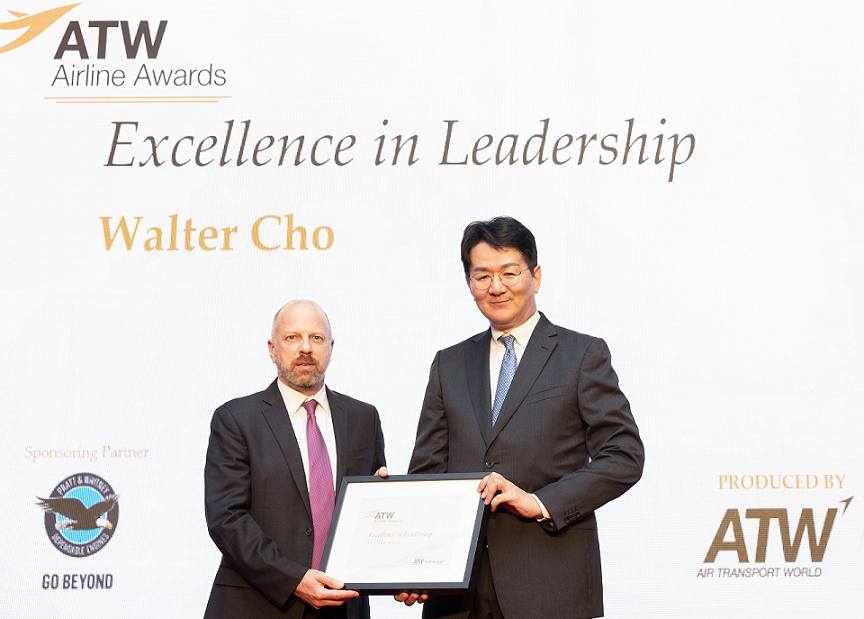 ATW
Airline Awards
Excellence in Leadership
Walter Cho
Sponsoring Partner
PRATT & WHITNEY
DEPENDABLE ENGINES
GO BEYOND
ATW
Airline Awards
Excellence in Leadership
Walter Cho
ATW
PRODUCED BY
ATW
AIR TRANSPORT WORLD